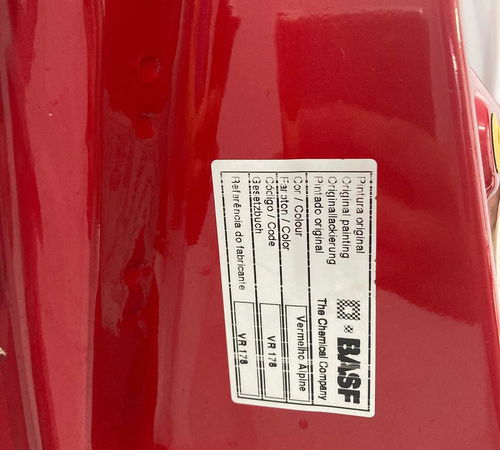 Pintura original
Original painting
Originallackierung
Pintado original
BASF
The Chemical Company
Cor / Colour
Farbton / Color
Vermelho Alpine
Código / Code
Gesetzbuch
VR 178
Referência do fabricante
VR 178